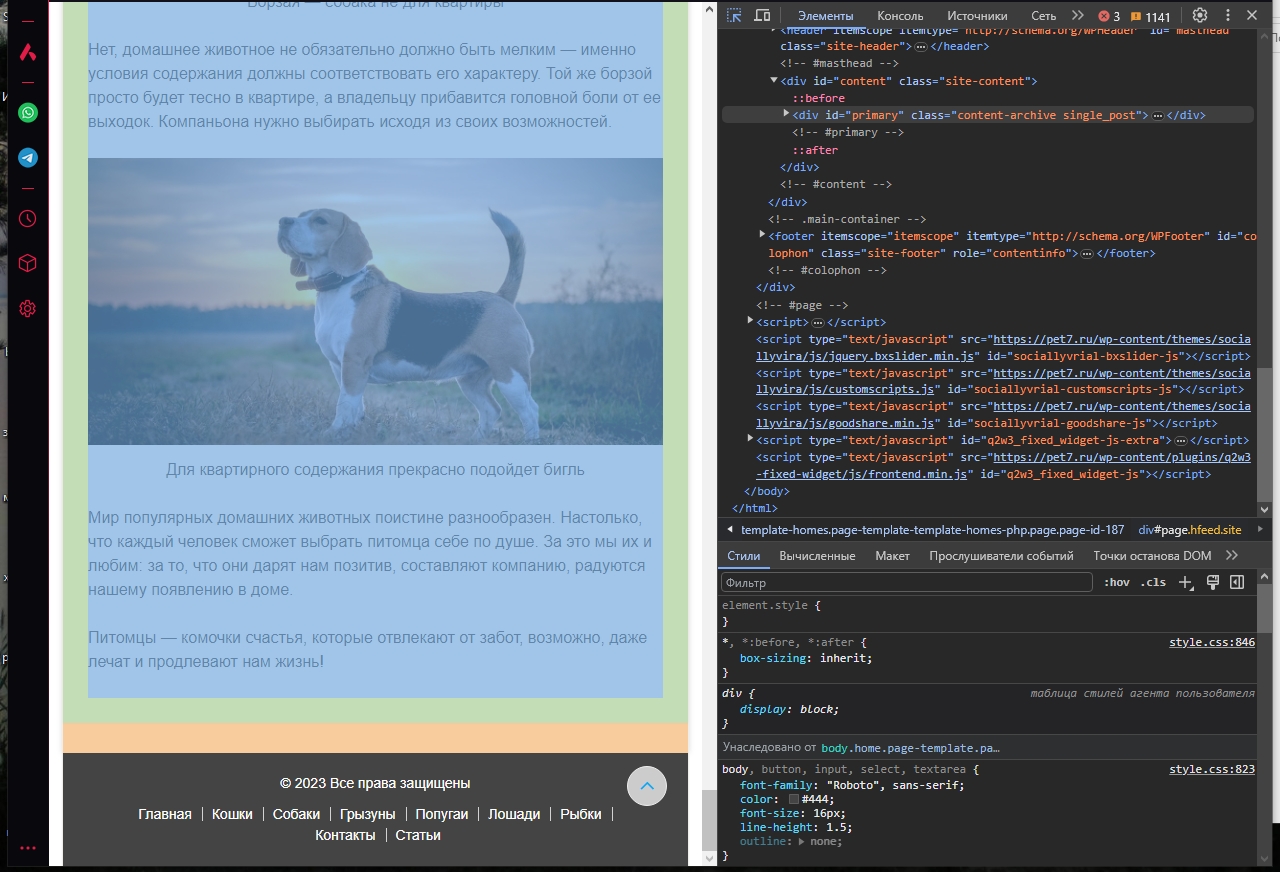 Борзая — собака не для квартиры
Нет, домашнее животное не обязательно должно быть мелким — именно
условия содержания должны соответствовать его характеру. Той же борзой
просто будет тесно в квартире, а владельцу прибавится головной боли от ее
выходок. Компаньона нужно выбирать исходя из своих возможностей.
Для квартирного содержания прекрасно подойдет бигль
Мир популярных домашних животных поистине разнообразен. Настолько,
что каждый человек сможет выбрать питомца себе по душе. За это мы их и
любим: за то, что они дарят нам позитив, составляют компанию, радуются
нашему появлению в доме.
Питомцы — комочки счастья, которые отвлекают от забот, возможно, даже
лечат и продлевают нам жизнь!
© 2023 Все права защищены
Главная | Кошки | Собаки | Грызуны | Попугаи | Лошади | Рыбки |
Контакты | Статьи
Элементы Консоль Источники Сеть 3 1141
header itemscope="itemscope" itemtype="http://schema.org/WPHeader" id="masthead"
class="site-header">…</header>
<!-- #masthead -->
<div id="content" class="site-content">
::before
<div id="primary" class="content-archive single_post">…</div>
<!-- #primary -->
::after
</div>
<!-- #content -->
</div>
<!-- .main-container -->
<footer itemscope="itemscope" itemtype="http://schema.org/WPFooter" id="co
lophon" class="site-footer" role="contentinfo">…</footer>
<!-- #colophon -->
</div>
<!-- #page -->
<script>…</script>
<script type="text/javascript" src="https://pet7.ru/wp-content/themes/socia
llyvira/js/jquery.bxslider.min.js" id="sociallyvrial-bxslider-js"></script>
<script type="text/javascript" src="https://pet7.ru/wp-content/themes/socia
llyvira/js/customscripts.js" id="sociallyvrial-customscripts-js"></script>
<script type="text/javascript" src="https://pet7.ru/wp-content/themes/socia
llyvira/js/goodshare.min.js" id="sociallyvrial-goodshare-js"></script>
<script type="text/javascript" id="q2w3_fixed_widget-js-extra">…</script>
<script type="text/javascript" src="https://pet7.ru/wp-content/plugins/q2w3
-fixed-widget/js/frontend.min.js" id="q2w3_fixed_widget-js"></script>
</body>
</html>
template-homes.page-template-template-homes-php.page.page-id-187 div#page.hfeed.site
Стили Вычисленные Макет Прослушиватели событий Точки останова DOM
Фильтр :hov .cls
element.style {
}
*, *:before, *:after { style.css:846
box-sizing: inherit;
}
div { таблица стилей агента пользователя
display: block;
}
Унаследовано от body.home.page-template.pa…
body, button, input, select, textarea { style.css:823
font-family: "Roboto", sans-serif;
color: #444;
font-size: 16px;
line-height: 1.5;
outline: none;
}